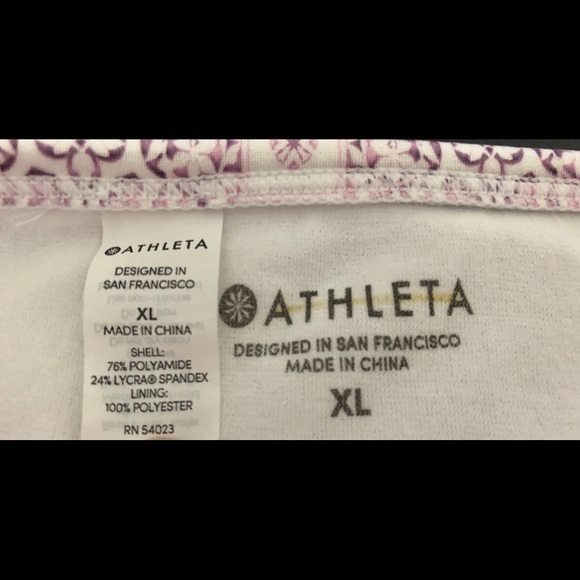 ATHLETA
DESIGNED IN
SAN FRANCISCO
XL
MADE IN CHINA
SHELL:
76% POLYAMIDE
24% LYCRA® SPANDEX
LINING:
100% POLYESTER
RN 54023
ATHLETA
DESIGNED IN SAN FRANCISCO
MADE IN CHINA
XL